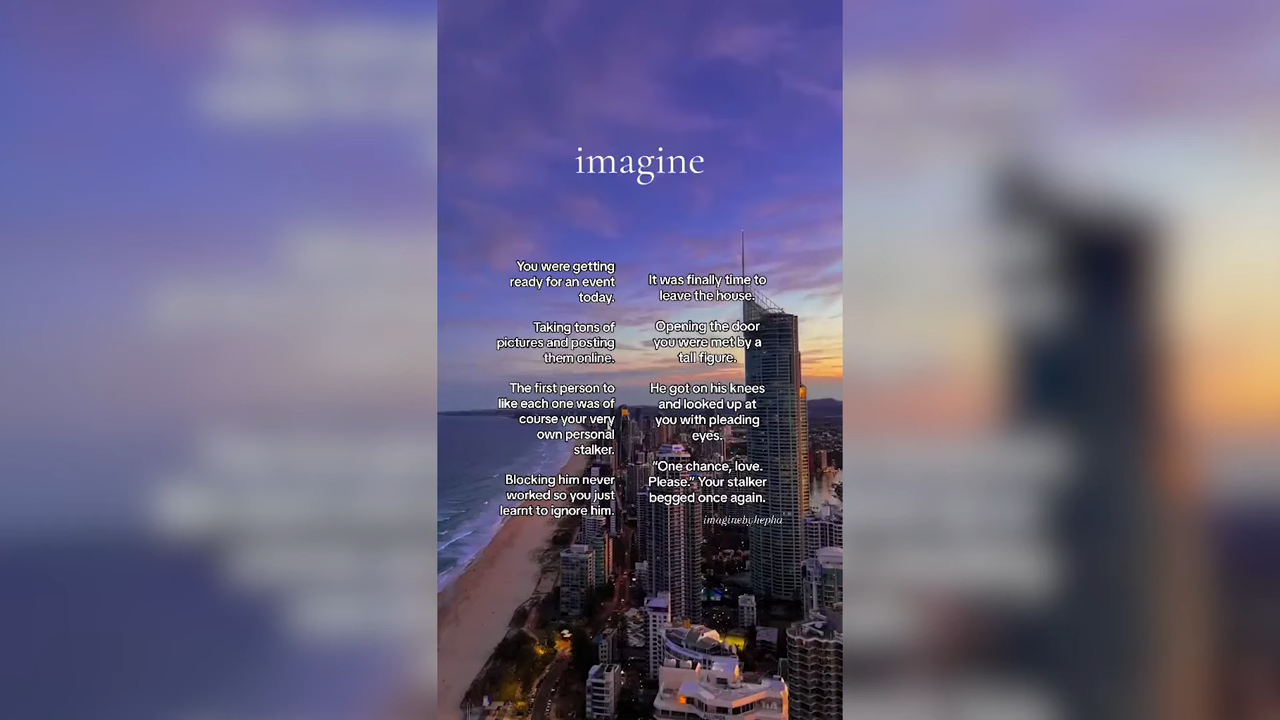 imagine
You were getting
ready for an event
today.
Taking tons of
pictures and posting
them online.
The first person to
like each one was of
course your very
own personal
stalker.
Blocking him never
worked so you just
learnt to ignore him.
It was finally time to
leave the house.
Opening the door
you were met by a
tall figure.
He got on his knees
and looked up at
you with pleading
eyes.
“One chance, love.
Please.” Your stalker
begged once again.
imaginebyhepha